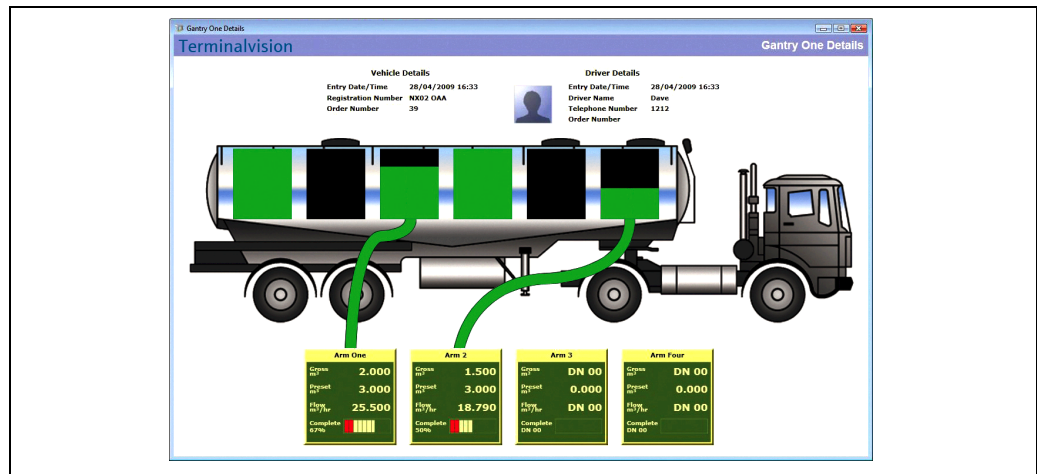 Gantry One Details
Terminalvision
Gantry One Details
Vehicle Details
Entry Date/Time 28/04/2009 16:33
Registration Number NX02 OAA
Order Number 39
Driver Details
Entry Date/Time 28/04/2009 16:33
Driver Name Dave
Telephone Number 1212
Order Number
Arm One
Gross m³ 2.000
Preset m³ 3.000
Flow m³/hr 25.500
Complete
67%
Arm 2
Gross m³ 1.500
Preset m³ 3.000
Flow m³/hr 18.790
Complete
50%
Arm 3
Gross m³ DN 00
Preset m³ 0.000
Flow m³/hr DN 00
Complete
DN 00
Arm Four
Gross m³ DN 00
Preset m³ 0.000
Flow m³/hr DN 00
Complete
DN 00